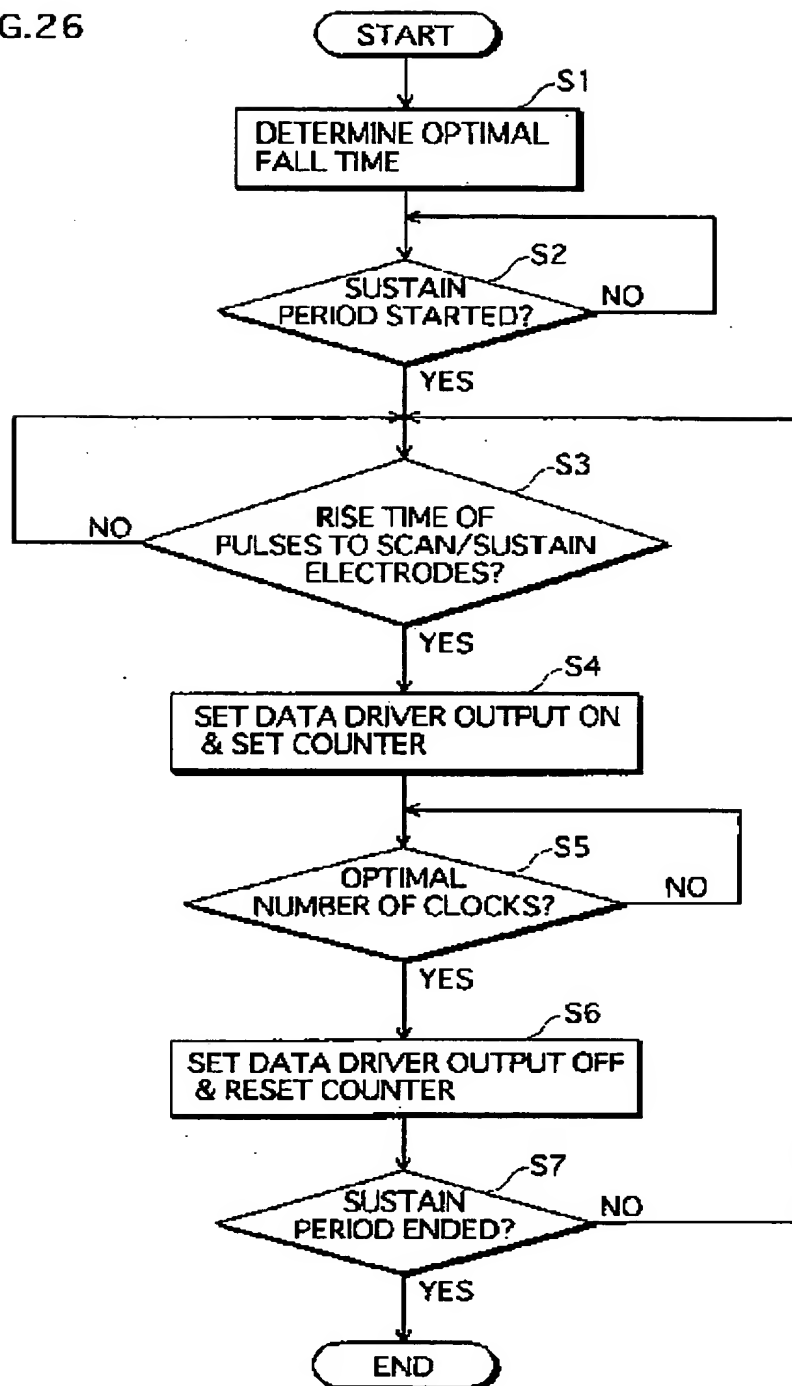 G.26
START
S1
DETERMINE OPTIMAL
FALL TIME
S2
SUSTAIN
PERIOD STARTED?
NO
YES
S3
RISE TIME OF
PULSES TO SCAN/SUSTAIN
ELECTRODES?
NO
YES
S4
SET DATA DRIVER OUTPUT ON
& SET COUNTER
S5
OPTIMAL
NUMBER OF CLOCKS?
NO
YES
S6
SET DATA DRIVER OUTPUT OFF
& RESET COUNTER
S7
SUSTAIN
PERIOD ENDED?
NO
YES
END